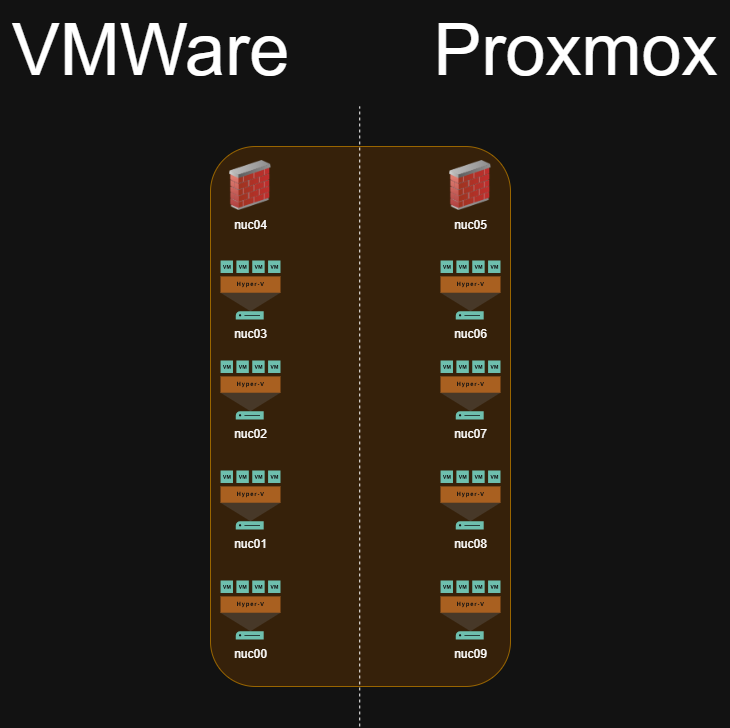 VMWare Proxmox
nuc04 nuc05
VM VM VM VM VM VM VM VM
Hyper-V Hyper-V
nuc03 nuc06
VM VM VM VM VM VM VM VM
Hyper-V Hyper-V
nuc02 nuc07
VM VM VM VM VM VM VM VM
Hyper-V Hyper-V
nuc01 nuc08
VM VM VM VM VM VM VM VM
Hyper-V Hyper-V
nuc00 nuc09